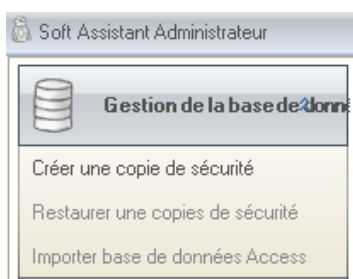 Soft Assistant Administrateur
Gestion de la base de donné
Créer une copie de sécurité
Restaurer une copies de sécurité
Importer base de données Access